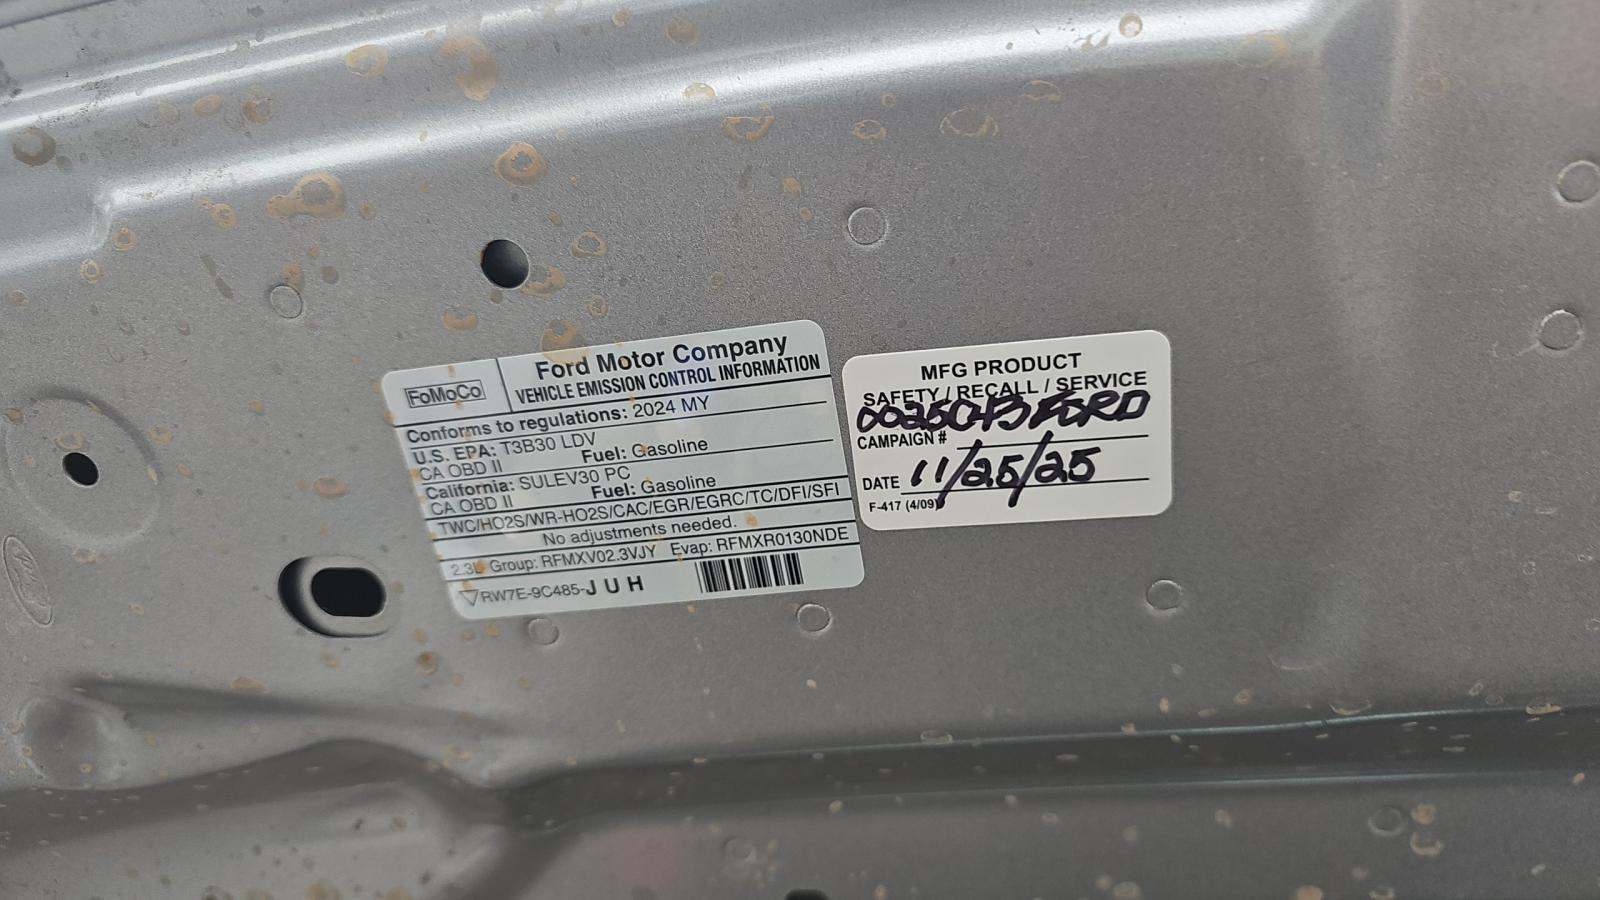 FoMoCo
Ford Motor Company
VEHICLE EMISSION CONTROL INFORMATION
Conforms to regulations: 2024 MY
U.S. EPA: T3B30 LDV
CA OBD II Fuel: Gasoline
California: SULEV30 PC
CA OBD II Fuel: Gasoline
TWC/HO2S/WR-HO2S/CAC/EGR/EGRC/TC/DFI/SFI
No adjustments needed.
2.3L Group: RFMXV02.3VJY Evap: RFMXR0130NDE
RW7E-9C485-J U H
MFG PRODUCT
SAFETY / RECALL / SERVICE
FORD
CAMPAIGN #
DATE 11/25/25
F-417 (4/09)